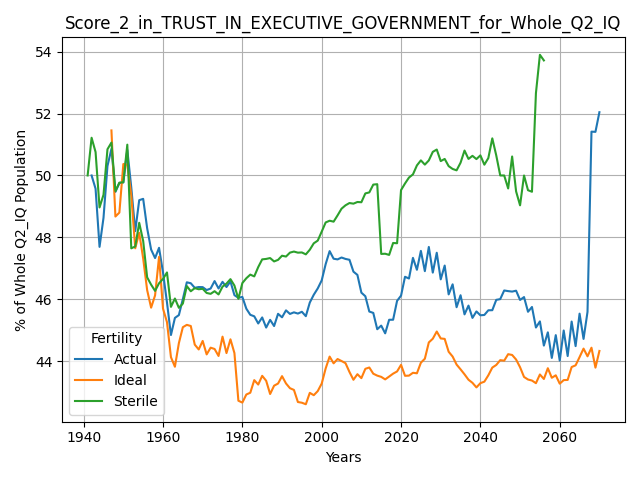 Score_2_in_TRUST_IN_EXECUTIVE_GOVERNMENT_for_Whole_Q2_IQ
% of Whole Q2_IQ Population
54
52
50
48
46
44
Fertility
Actual
Ideal
Sterile
1940 1960 1980 2000 2020 2040 2060
Years